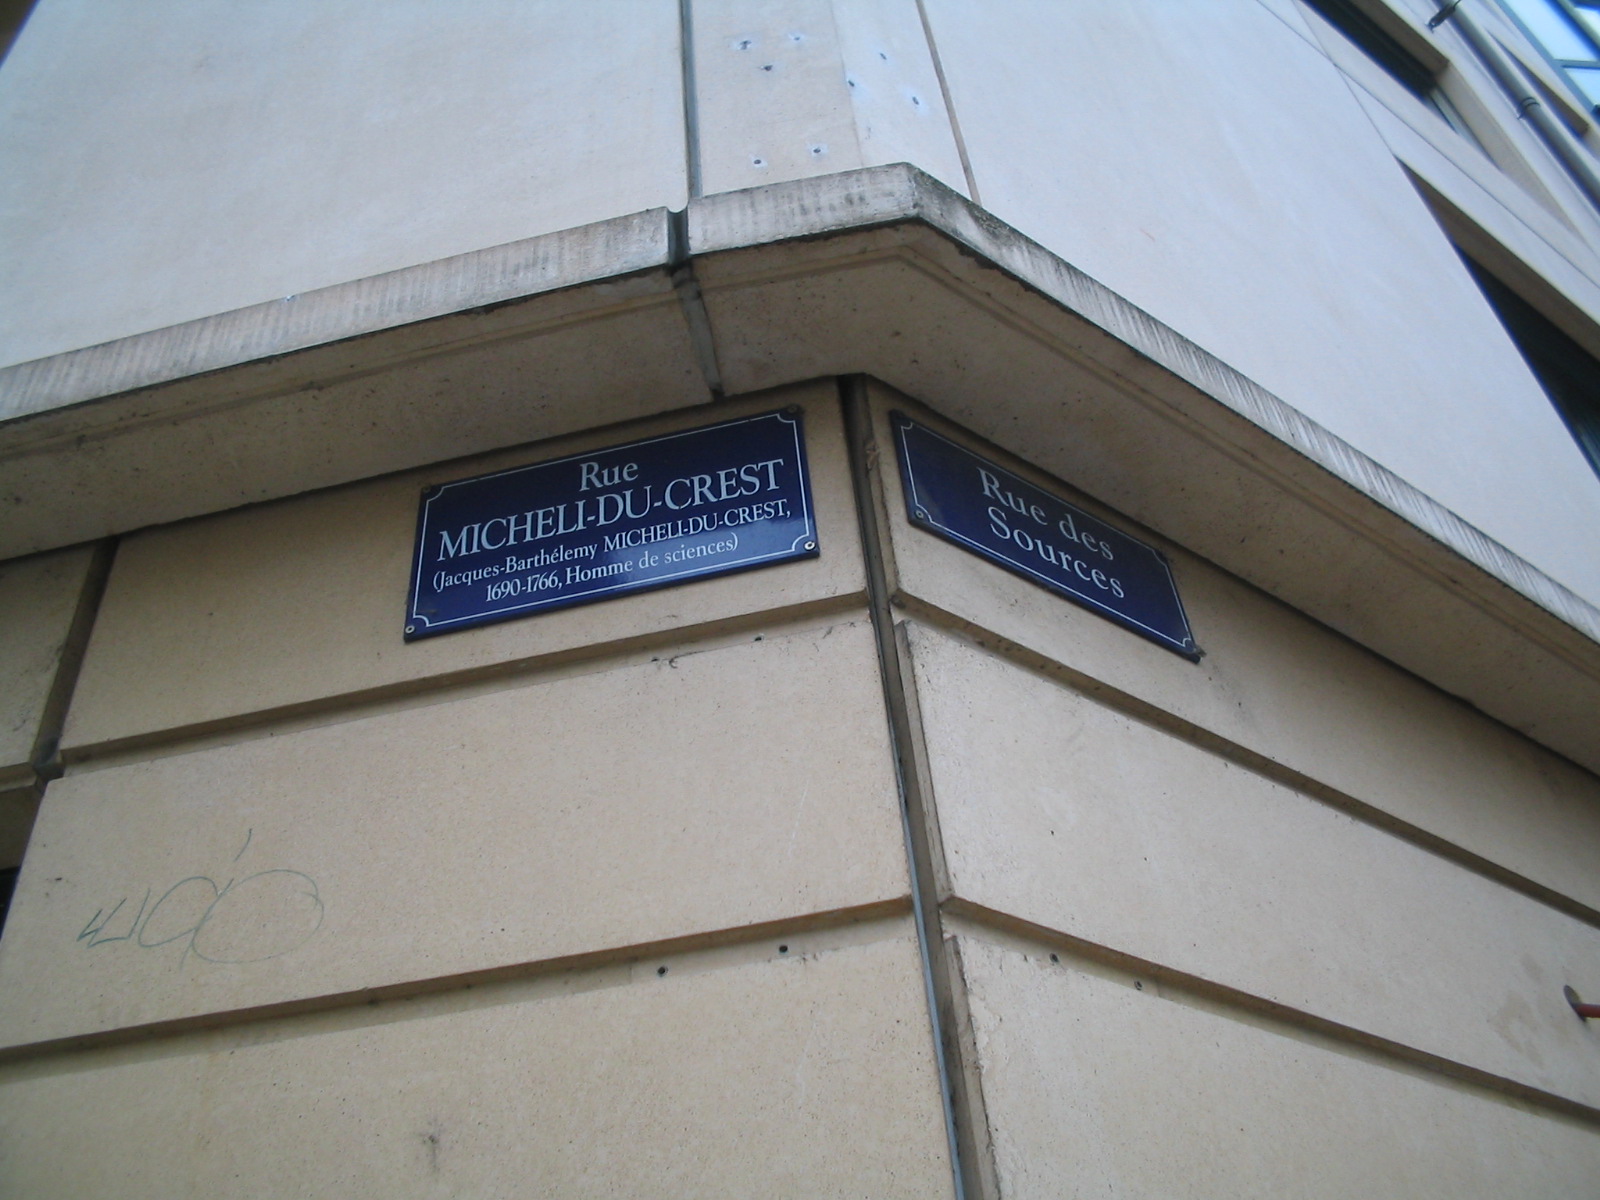 Rue
MICHELI-DU-CREST
(Jacques-Barthélemy MICHELI-DU-CREST,
1690-1766, Homme de sciences)
Rue des
Sources